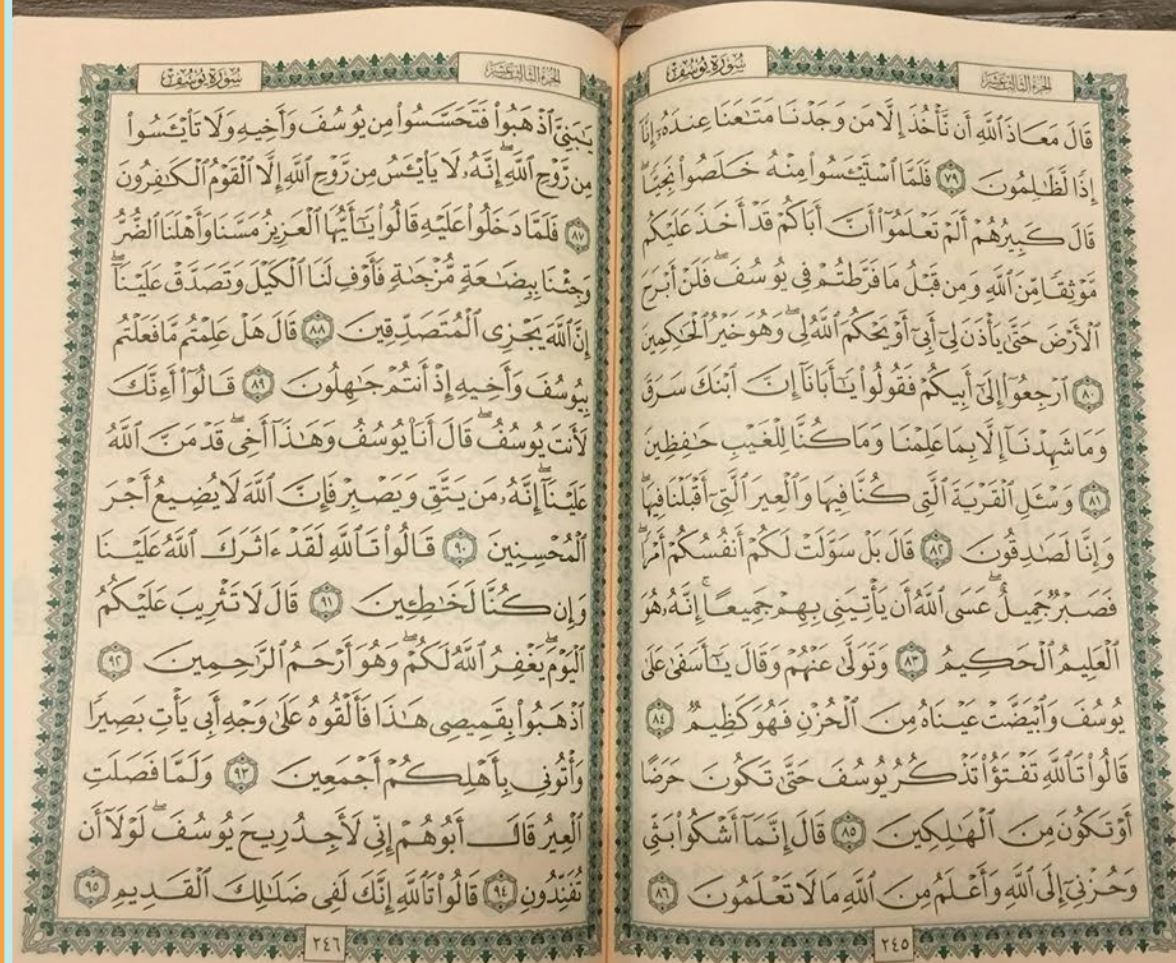 سُورَةُ يُوسُفَ
الجزء الثالث عشر
قَالَ مَعَاذَ ٱللَّهِ أَن نَّأۡخُذَ إِلَّا مَن وَجَدۡنَا مَتَٰعَنَا عِندَهُۥٓ إِنَّآ
إِذٗا لَّظَٰلِمُونَ ٧٩ فَلَمَّا ٱسۡتَيۡـَٔسُواْ مِنۡهُ خَلَصُواْ نَجِيّٗاۖ
قَالَ كَبِيرُهُمۡ أَلَمۡ تَعۡلَمُوٓاْ أَنَّ أَبَاكُمۡ قَدۡ أَخَذَ عَلَيۡكُم
مَّوۡثِقٗا مِّنَ ٱللَّهِ وَمِن قَبۡلُ مَا فَرَّطتُمۡ فِي يُوسُفَۖ فَلَنۡ أَبۡرَحَ
ٱلۡأَرۡضَ حَتَّىٰ يَأۡذَنَ لِيٓ أَبِيٓ أَوۡ يَحۡكُمَ ٱللَّهُ لِيۖ وَهُوَ خَيۡرُ ٱلۡحَٰكِمِينَ
٨٠ ٱرۡجِعُوٓاْ إِلَىٰٓ أَبِيكُمۡ فَقُولُواْ يَٰٓأَبَانَآ إِنَّ ٱبۡنَكَ سَرَقَ
وَمَا شَهِدۡنَآ إِلَّا بِمَا عَلِمۡنَا وَمَا كُنَّا لِلۡغَيۡبِ حَٰفِظِينَ
٨١ وَسۡـَٔلِ ٱلۡقَرۡيَةَ ٱلَّتِي كُنَّا فِيهَا وَٱلۡعِيرَ ٱلَّتِيٓ أَقۡبَلۡنَا فِيهَاۖ
وَإِنَّا لَصَٰدِقُونَ ٨٢ قَالَ بَلۡ سَوَّلَتۡ لَكُمۡ أَنفُسُكُمۡ أَمۡرٗاۖ
فَصَبۡرٞ جَمِيلٌۖ عَسَى ٱللَّهُ أَن يَأۡتِيَنِي بِهِمۡ جَمِيعًاۚ إِنَّهُۥ هُوَ
ٱلۡعَلِيمُ ٱلۡحَكِيمُ ٨٣ وَتَوَلَّىٰ عَنۡهُمۡ وَقَالَ يَٰٓأَسَفَىٰ عَلَىٰ
يُوسُفَ وَٱبۡيَضَّتۡ عَيۡنَاهُ مِنَ ٱلۡحُزۡنِ فَهُوَ كَظِيمٞ ٨٤
قَالُواْ تَٱللَّهِ تَفۡتَؤُاْ تَذۡكُرُ يُوسُفَ حَتَّىٰ تَكُونَ حَرَضًا
أَوۡ تَكُونَ مِنَ ٱلۡهَٰلِكِينَ ٨٥ قَالَ إِنَّمَآ أَشۡكُواْ بَثِّي
وَحُزۡنِيٓ إِلَى ٱللَّهِ وَأَعۡلَمُ مِنَ ٱللَّهِ مَا لَا تَعۡلَمُونَ ٨٦
٢٤٥
سُورَةُ يُوسُفَ
الجزء الثالث عشر
يَٰبَنِيَّ ٱذۡهَبُواْ فَتَحَسَّسُواْ مِن يُوسُفَ وَأَخِيهِ وَلَا تَاْيۡـَٔسُواْ
مِن رَّوۡحِ ٱللَّهِۖ إِنَّهُۥ لَا يَاْيۡـَٔسُ مِن رَّوۡحِ ٱللَّهِ إِلَّا ٱلۡقَوۡمُ ٱلۡكَٰفِرُونَ
٨٧ فَلَمَّا دَخَلُواْ عَلَيۡهِ قَالُواْ يَٰٓأَيُّهَا ٱلۡعَزِيزُ مَسَّنَا وَأَهۡلَنَا ٱلضُّرُّ
وَجِئۡنَا بِبِضَٰعَةٖ مُّزۡجَىٰةٖ فَأَوۡفِ لَنَا ٱلۡكَيۡلَ وَتَصَدَّقۡ عَلَيۡنَآۖ
إِنَّ ٱللَّهَ يَجۡزِي ٱلۡمُتَصَدِّقِينَ ٨٨ قَالَ هَلۡ عَلِمۡتُم مَّا فَعَلۡتُم
بِيُوسُفَ وَأَخِيهِ إِذۡ أَنتُمۡ جَٰهِلُونَ ٨٩ قَالُوٓاْ أَءِنَّكَ
لَأَنتَ يُوسُفُۖ قَالَ أَنَا۠ يُوسُفُ وَهَٰذَآ أَخِيۖ قَدۡ مَنَّ ٱللَّهُ
عَلَيۡنَآۖ إِنَّهُۥ مَن يَتَّقِ وَيَصۡبِرۡ فَإِنَّ ٱللَّهَ لَا يُضِيعُ أَجۡرَ
ٱلۡمُحۡسِنِينَ ٩٠ قَالُواْ تَٱللَّهِ لَقَدۡ ءَاثَرَكَ ٱللَّهُ عَلَيۡنَا
وَإِن كُنَّا لَخَٰطِـِٔينَ ٩١ قَالَ لَا تَثۡرِيبَ عَلَيۡكُمُ
ٱلۡيَوۡمَۖ يَغۡفِرُ ٱللَّهُ لَكُمۡۖ وَهُوَ أَرۡحَمُ ٱلرَّٰحِمِينَ ٩٢
ٱذۡهَبُواْ بِقَمِيصِي هَٰذَا فَأَلۡقُوهُ عَلَىٰ وَجۡهِ أَبِي يَأۡتِ بَصِيرٗا
وَأۡتُونِي بِأَهۡلِكُمۡ أَجۡمَعِينَ ٩٣ وَلَمَّا فَصَلَتِ
ٱلۡعِيرُ قَالَ أَبُوهُمۡ إِنِّي لَأَجِدُ رِيحَ يُوسُفَۖ لَوۡلَآ أَن
تُفَنِّدُونِ ٩٤ قَالُواْ تَٱللَّهِ إِنَّكَ لَفِي ضَلَٰلِكَ ٱلۡقَدِيمِ ٩٥
٢٤٦